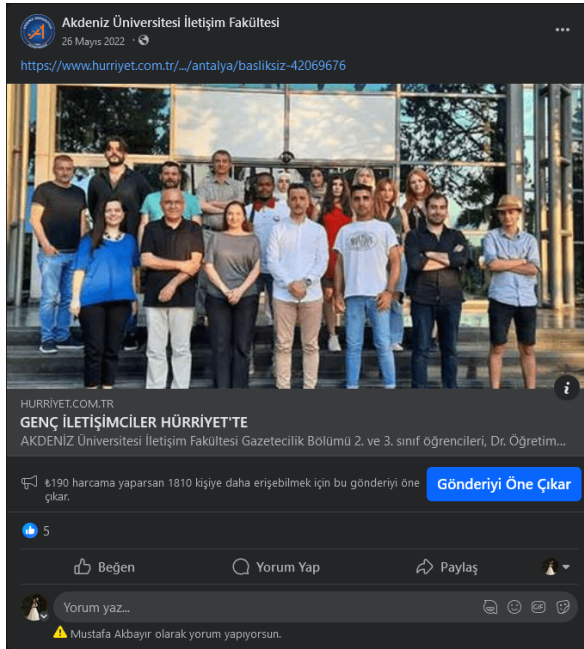 Akdeniz Üniversitesi İletişim Fakültesi
26 Mayıs 2022 ·
https://www.hurriyet.com.tr/.../antalya/basliksiz-42069676
HURRİYET.COM.TR
GENÇ İLETİŞİMCİLER HÜRRİYET'TE
AKDENİZ Üniversitesi İletişim Fakültesi Gazetecilik Bölümü 2. ve 3. sınıf öğrencileri, Dr. Öğretim...
₺190 harcama yaparsan 1810 kişiye daha erişebilmek için bu gönderiyi öne
çıkar.
Gönderiyi Öne Çıkar
5
Beğen
Yorum Yap
Paylaş
Yorum yaz...
GIF
Mustafa Akbayır olarak yorum yapıyorsun.